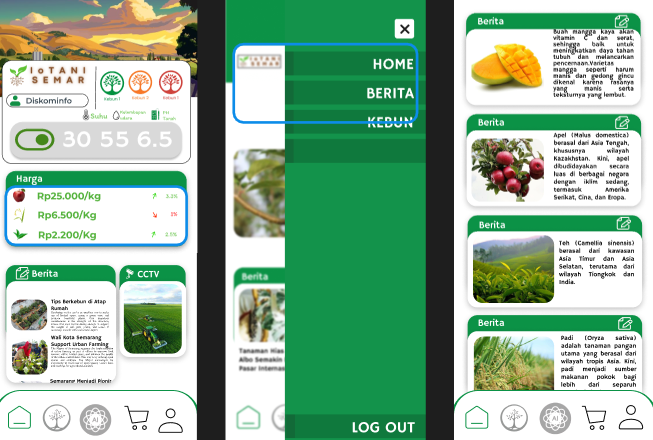 IoTANI
SEMAR
Diskominfo
Kebun 1
Kebun 2
Kebun 3
Suhu
Kelembapan
udara
PH
Tanah
30 55 6.5
Harga
Rp25.000/Kg
3.2%
Rp6.500/Kg
1%
Rp2.200/Kg
2.5%
Berita
Tips Berkebun di Atap
Rumah
Wali Kota Semarang
Support Urban Farming
Semarang Menjadi Pionir
CCTV
AI
HOME
BERITA
KEBUN
Berita
Tanaman Hias
Albo Semakin
Pasar Internas
LOG OUT
Berita
Buah mangga kaya akan
vitamin C dan serat,
sehingga baik untuk
meningkatkan daya tahan
tubuh dan melancarkan
pencernaan.Varietas
mangga seperti harum
manis dan gedong gincu
dikenal karena rasanya
yang manis serta
teksturnya yang lembut.
Berita
Apel (Malus domestica)
berasal dari Asia Tengah,
khususnya wilayah
Kazakhstan. Kini, apel
dibudidayakan secara
luas di berbagai negara
dengan iklim sedang,
termasuk Amerika
Serikat, Cina, dan Eropa.
Berita
Teh (Camellia sinensis)
berasal dari kawasan
Asia Timur dan Asia
Selatan, terutama dari
wilayah Tiongkok dan
India.
Berita
Padi (Oryza sativa)
adalah tanaman pangan
utama yang berasal dari
wilayah tropis Asia. Kini,
padi menjadi sumber
makanan pokok bagi
lebih dari separuh
AI